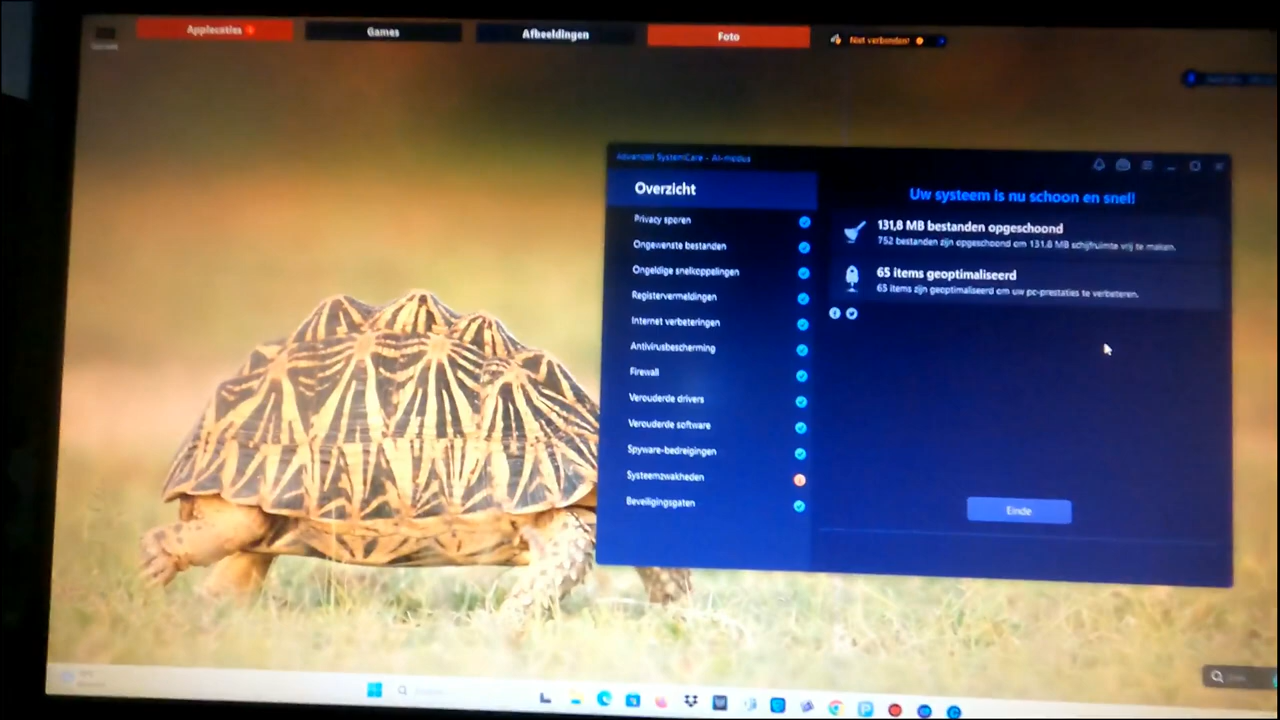 Applecaties
Games
Afbeeldingen
Foto
Niet verbonden!
Advanced SystemCare - AI-modus
Overzicht
Privacy sporen
Ongewenste bestanden
Ongeldige snelkoppelingen
Registervermeldingen
Internet verbeteringen
Antivirusbescherming
Firewall
Verouderde drivers
Verouderde software
Spyware-bedreigingen
Systeemzwakheden
Beveiligingsgaten
Uw systeem is nu schoon en snel!
131,8 MB bestanden opgeschoond
752 bestanden zijn opgeschoond om 131.8 MB schijfruimte vrij te maken.
65 items geoptimaliseerd
65 items zijn geoptimaliseerd om uw pc-prestaties te verbeteren.
Einde